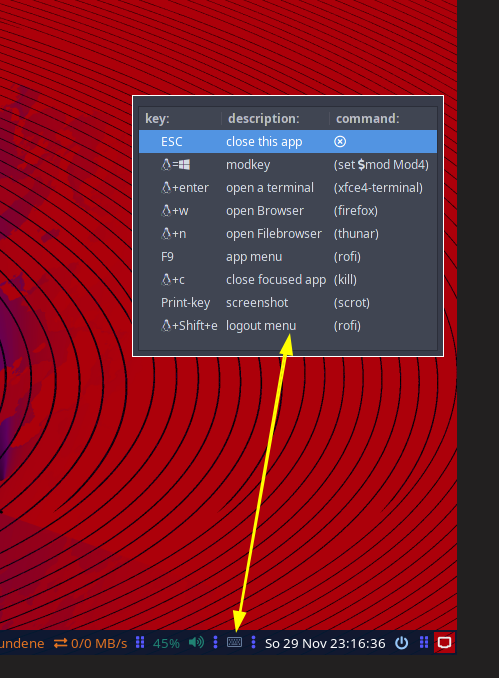 key: description: command:
ESC close this app
= modkey (set $mod Mod4)
+enter open a terminal (xfce4-terminal)
+w open Browser (firefox)
+n open Filebrowser (thunar)
F9 app menu (rofi)
+c close focused app (kill)
Print-key screenshot (scrot)
+Shift+e logout menu (rofi)
undene 0/0 MB/s 45% So 29 Nov 23:16:36